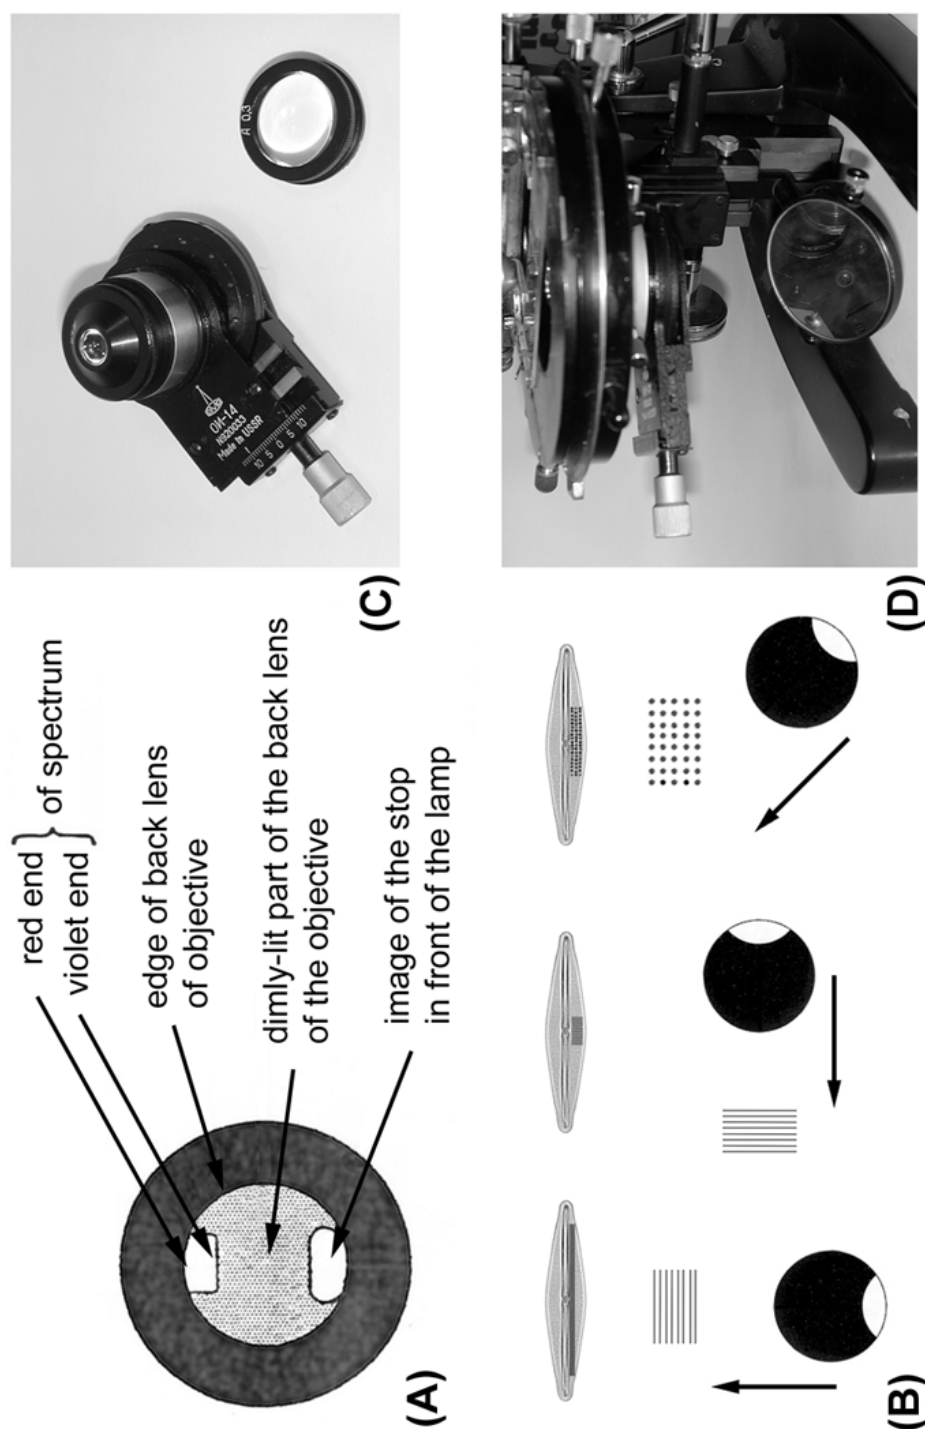 red end
violet end
of spectrum
edge of back lens
of objective
dimly-lit part of the back lens
of the objective
image of the stop
in front of the lamp
(A)
A 0,3
ОИ-14
Made in USSR
10 5 0 5 10
(C)
(B)
(D)